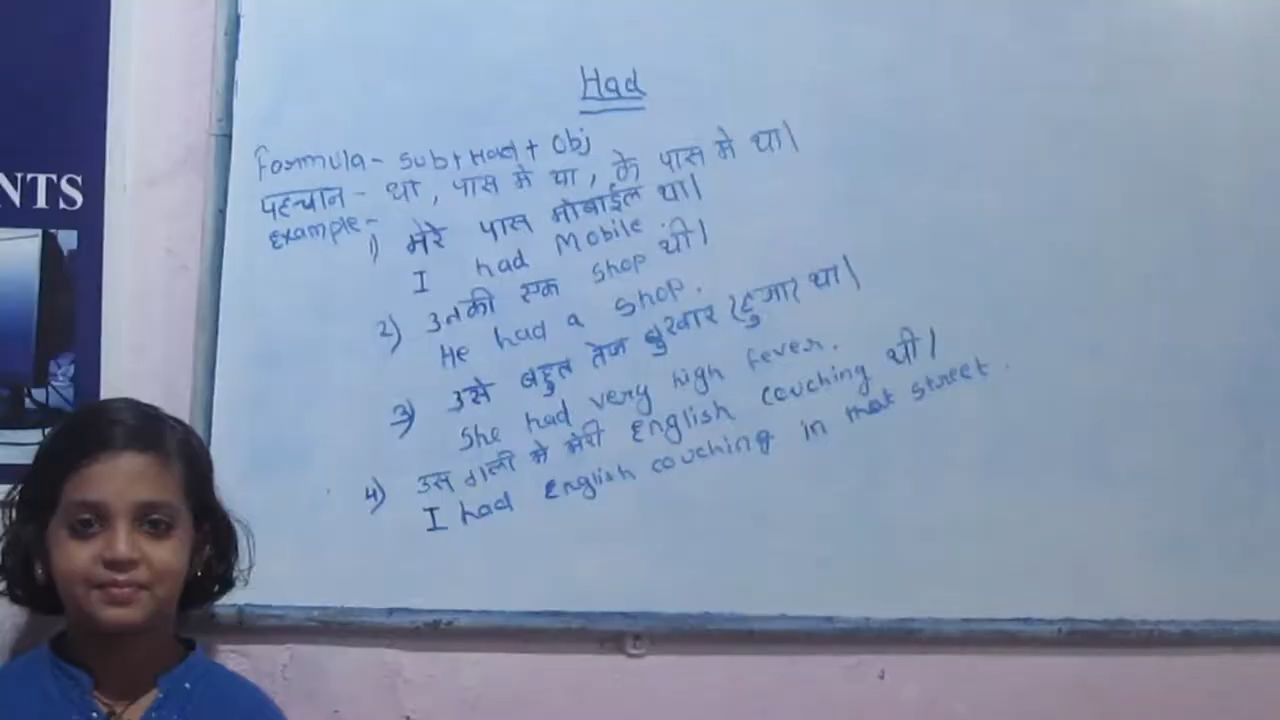 NTS
Had
Formula - Sub + Had + Obj
पहचान - था, पास मे था, के पास मे था।
Example -
1) मेरे पास मोबाईल था।
I had Mobile.
2) उनकी एक shop थी।
He had a shop.
3) उसे बहुत तेज बुखार था।
She had very high fever.
4) उस गली मे मेरी English couching थी।
I had English couching in that street.